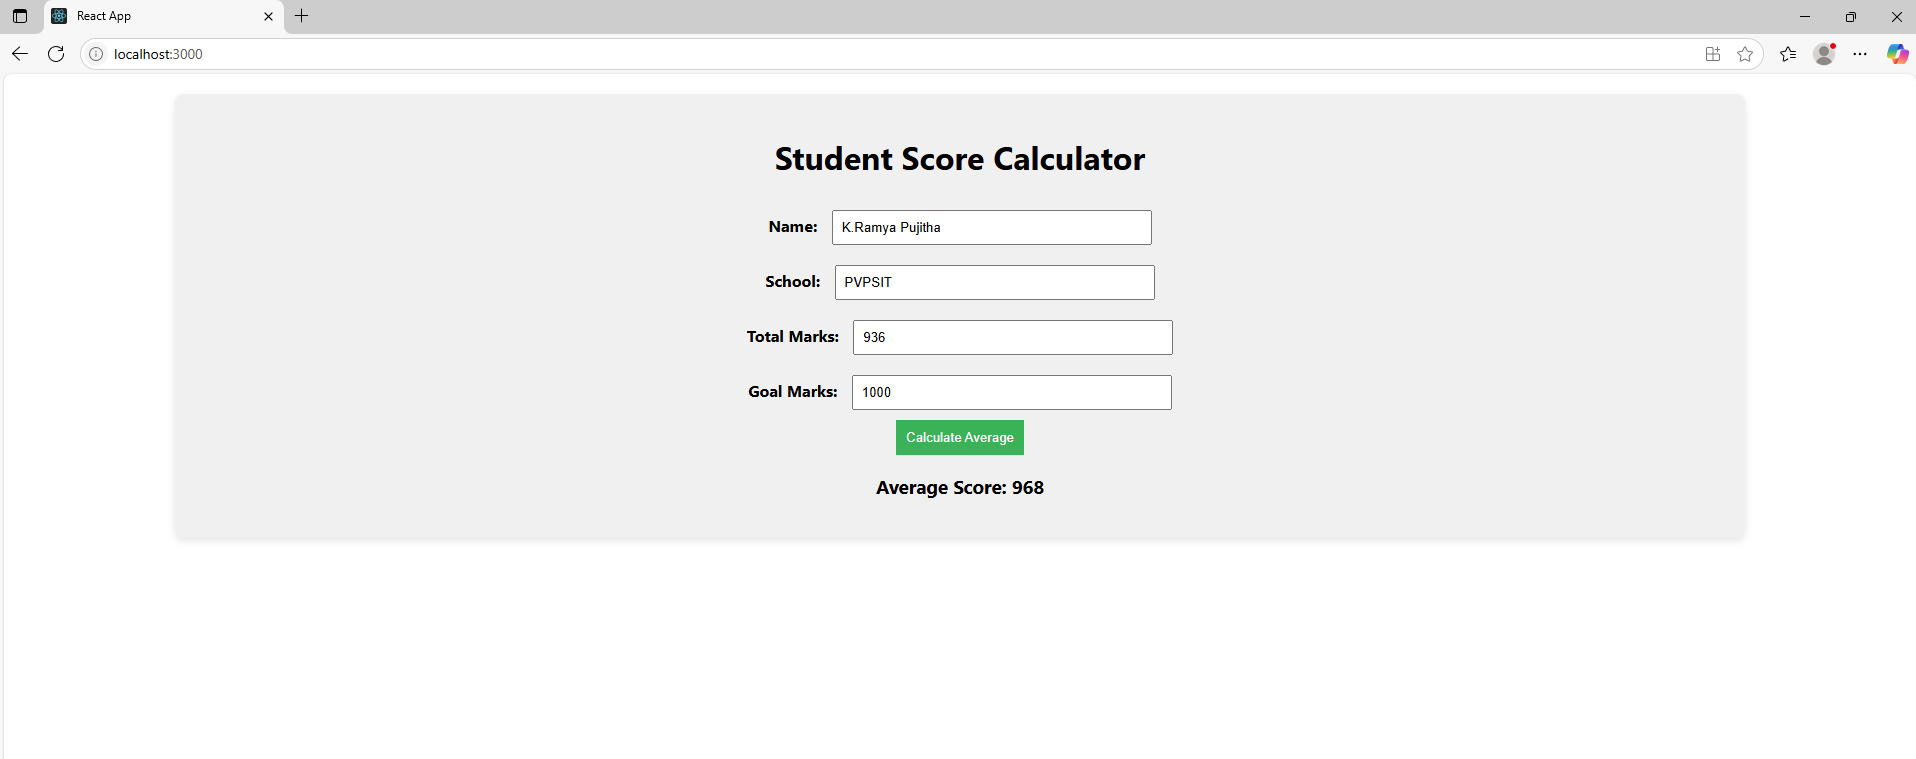 React App
localhost:3000
Student Score Calculator
Name: K.Ramya Pujitha
School: PVPSIT
Total Marks: 936
Goal Marks: 1000
Calculate Average
Average Score: 968